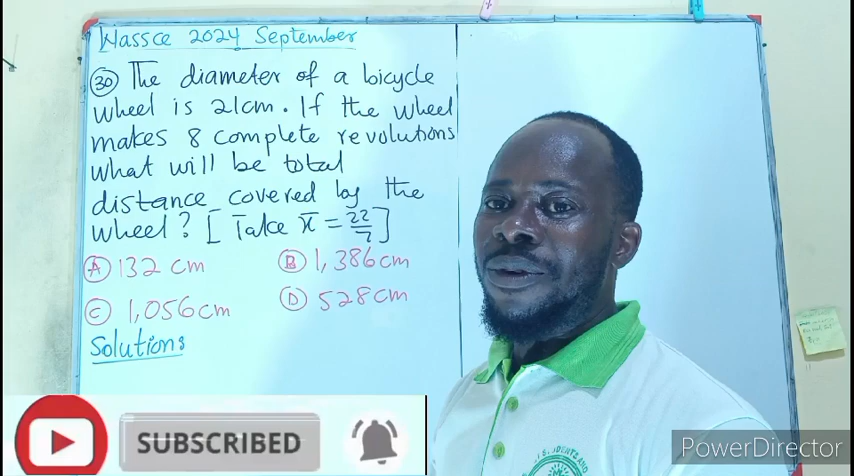 Wassce 2024 September
30 The diameter of a bicycle
wheel is 21cm. If the wheel
makes 8 complete revolutions
what will be total
distance covered by the
wheel? [Take π = 22/7]
A 132 cm
B 1,386cm
C 1,056cm
D 528cm
Solution:
SUBSCRIBED
PowerDirector